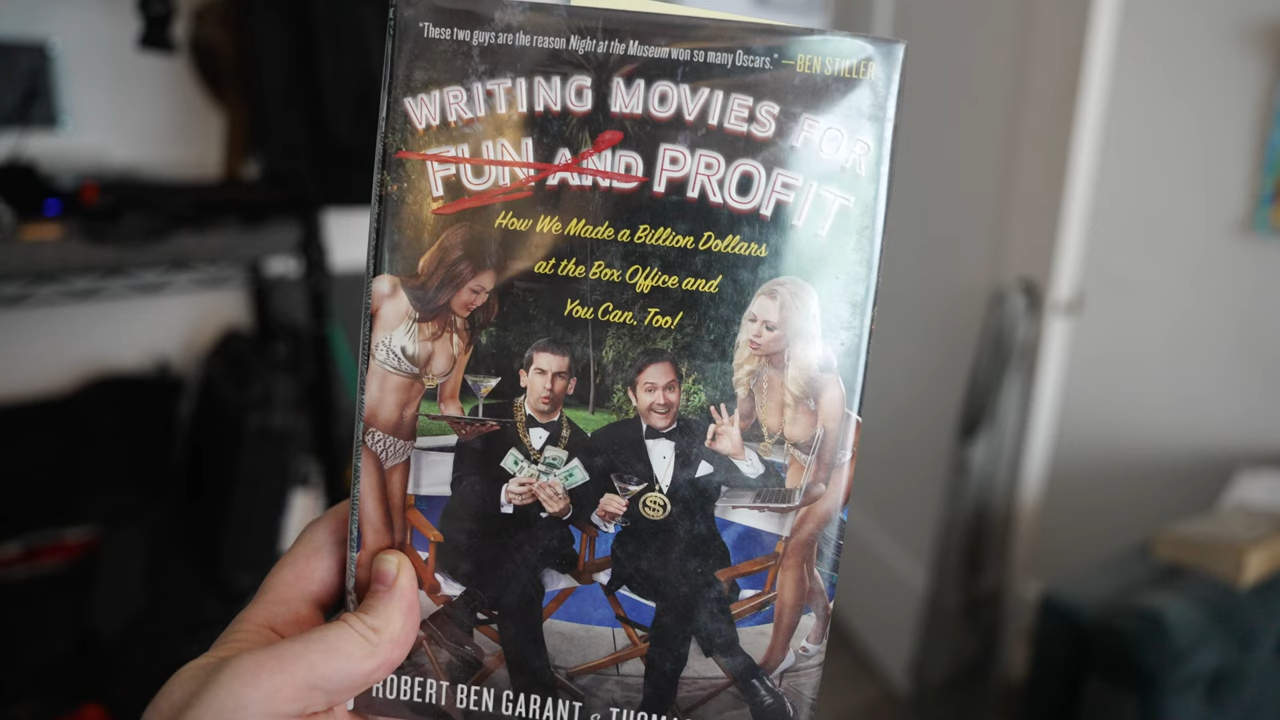 "These two guys are the reason Night at the Museum won so many Oscars." —BEN STILLER
WRITING MOVIES FOR
FUN AND PROFIT
How We Made a Billion Dollars
at the Box Office and
You Can, Too!
$
ROBERT BEN GARANT &